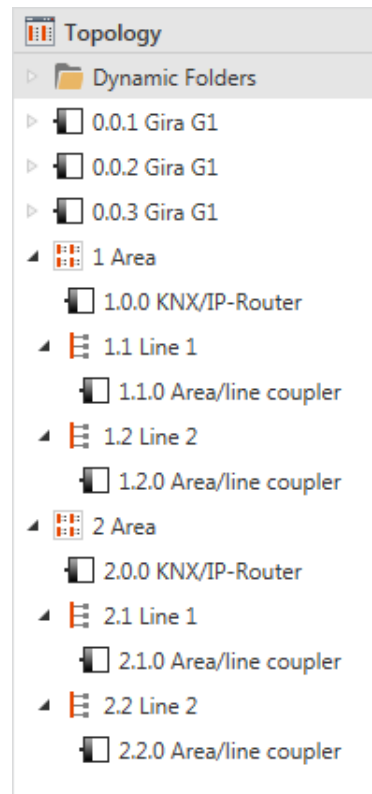 Topology
Dynamic Folders
0.0.1 Gira G1
0.0.2 Gira G1
0.0.3 Gira G1
1 Area
1.0.0 KNX/IP-Router
1.1 Line 1
1.1.0 Area/line coupler
1.2 Line 2
1.2.0 Area/line coupler
2 Area
2.0.0 KNX/IP-Router
2.1 Line 1
2.1.0 Area/line coupler
2.2 Line 2
2.2.0 Area/line coupler